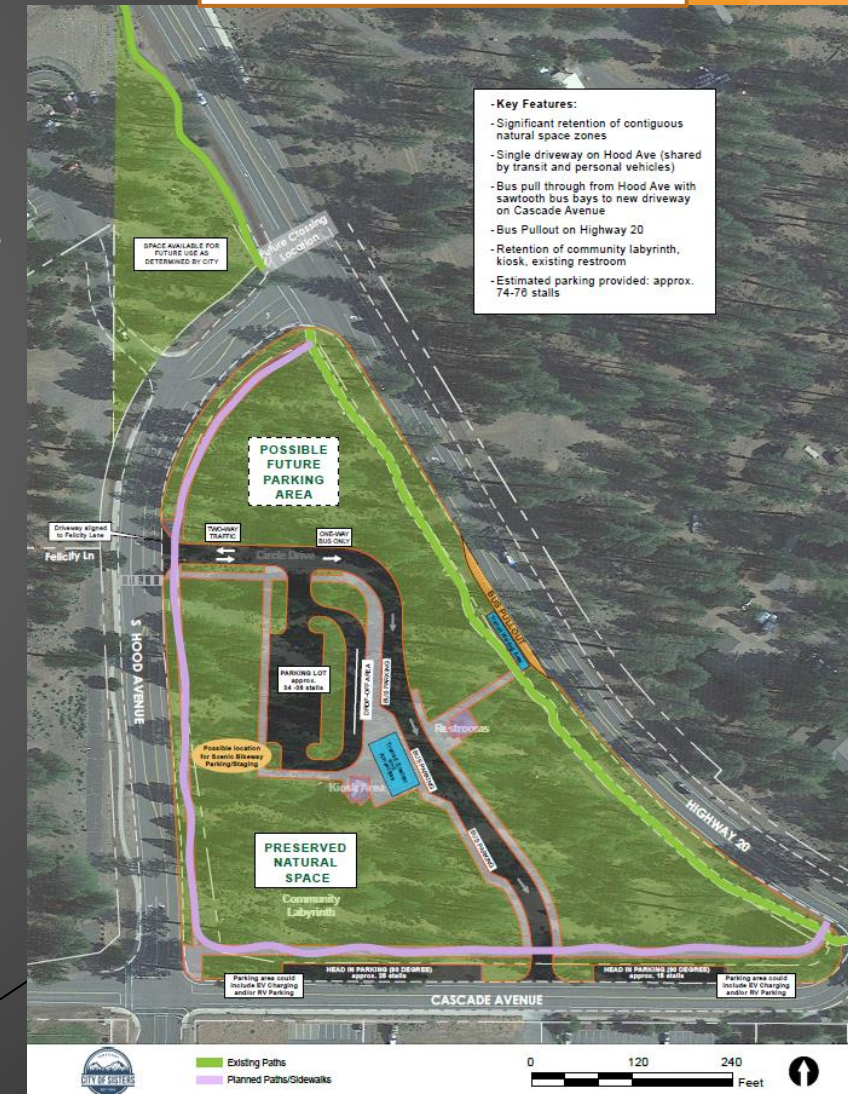 - Key Features:
- Significant retention of contiguous
natural space zones
- Single driveway on Hood Ave (shared
by transit and personal vehicles)
- Bus pull through from Hood Ave with
sawtooth bus bays to new driveway
on Cascade Avenue
- Bus Pullout on Highway 20
- Retention of community labyrinth,
kiosk, existing restroom
- Estimated parking provided: approx.
74-76 stalls
SPACE AVAILABLE FOR
FUTURE USE AS
DETERMINED BY CITY
Future Crossing
Location
POSSIBLE
FUTURE
PARKING
AREA
Driveway aligned
to Felicity Lane
Felicity Ln
TWO-WAY
TRAFFIC
ONE-WAY
BUS ONLY
Circle Drive
BUS PULLOUT
S HOOD AVENUE
PARKING LOT
approx.
34 -36 stalls
DROP-OFF AREA
BUS PARKING
Restrooms
Possible location
for Scenic Bikeway
Parking/Staging
Transit Shelter
and
Amenities
BUS PARKING
Kiosk Area
BUS PARKING
HIGHWAY 20
PRESERVED
NATURAL
SPACE
Community
Labyrinth
Parking area could
include EV Charging
and/or RV Parking
HEAD IN PARKING (90 DEGREE)
approx. 25 stalls
HEAD IN PARKING (90 DEGREE)
approx. 15 stalls
Parking area could
include EV Charging
and/or RV Parking
CASCADE AVENUE
CITY OF SISTERS
Existing Paths
Planned Paths/Sidewalks
0 120 240
Feet